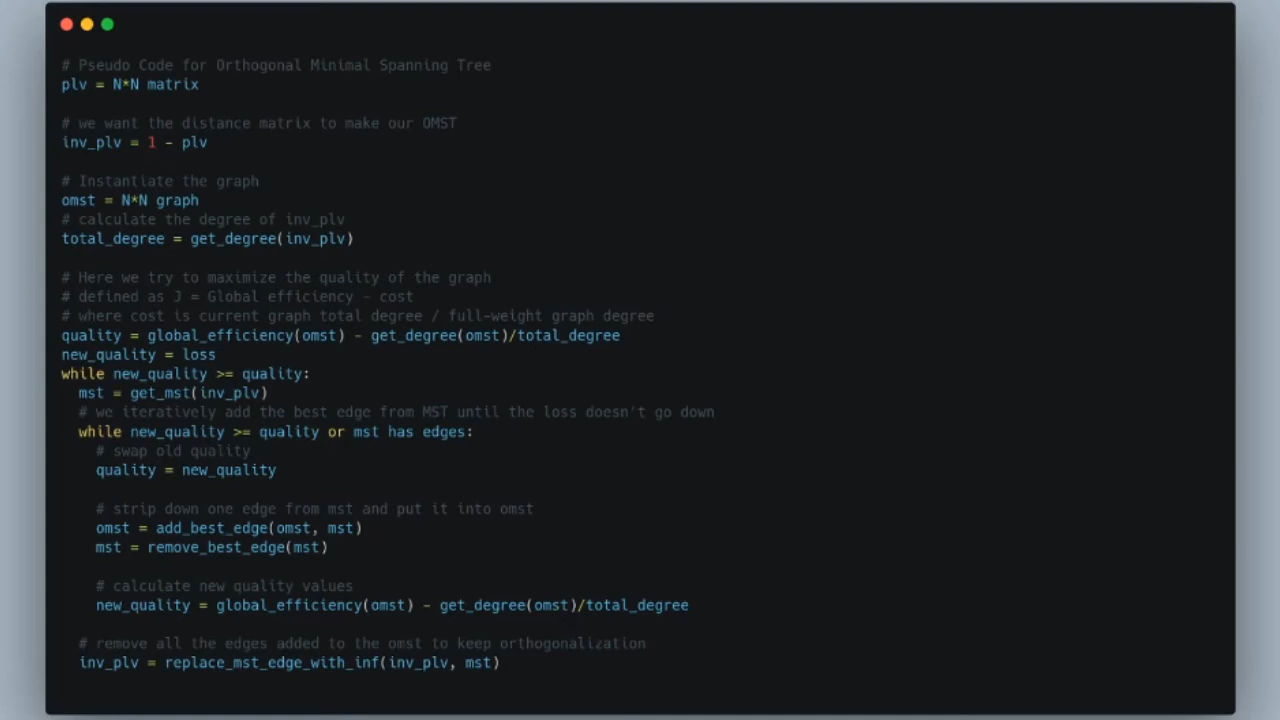 # Pseudo Code for Orthogonal Minimal Spanning Tree
plv = N*N matrix
# we want the distance matrix to make our OMST
inv_plv = 1 - plv
# Instantiate the graph
omst = N*N graph
# calculate the degree of inv_plv
total_degree = get_degree(inv_plv)
# Here we try to maximize the quality of the graph
# defined as J = Global efficiency - cost
# where cost is current graph total degree / full-weight graph degree
quality = global_efficiency(omst) - get_degree(omst)/total_degree
new_quality = loss
while new_quality >= quality:
  mst = get_mst(inv_plv)
  # we iteratively add the best edge from MST until the loss doesn't go down
  while new_quality >= quality or mst has edges:
    # swap old quality
    quality = new_quality
    # strip down one edge from mst and put it into omst
    omst = add_best_edge(omst, mst)
    mst = remove_best_edge(mst)
    # calculate new quality values
    new_quality = global_efficiency(omst) - get_degree(omst)/total_degree
  # remove all the edges added to the omst to keep orthogonalization
  inv_plv = replace_mst_edge_with_inf(inv_plv, mst)